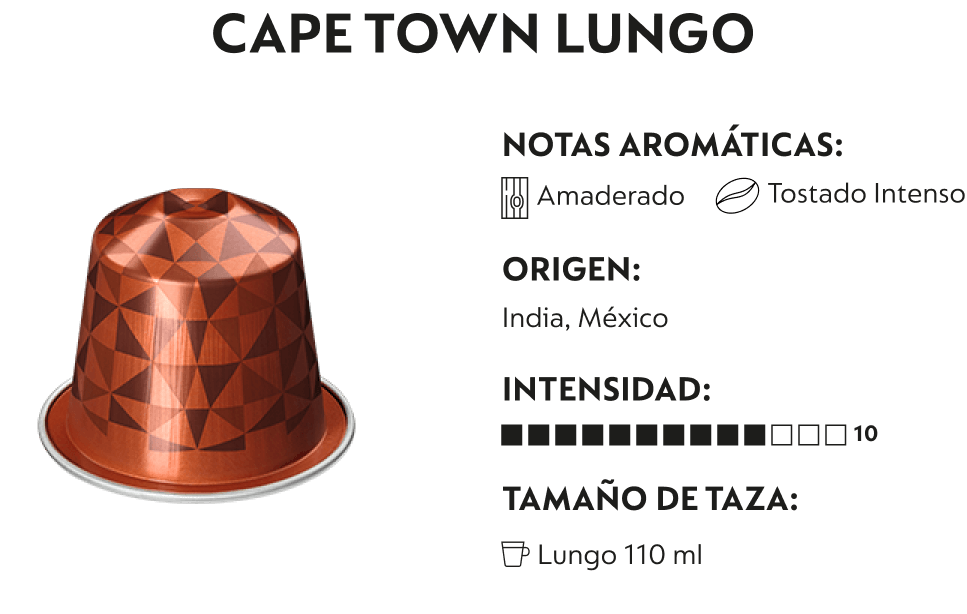 CAPE TOWN LUNGO
NOTAS AROMÁTICAS:
Amaderado Tostado Intenso
ORIGEN:
India, México
INTENSIDAD:
10
TAMAÑO DE TAZA:
Lungo 110 ml